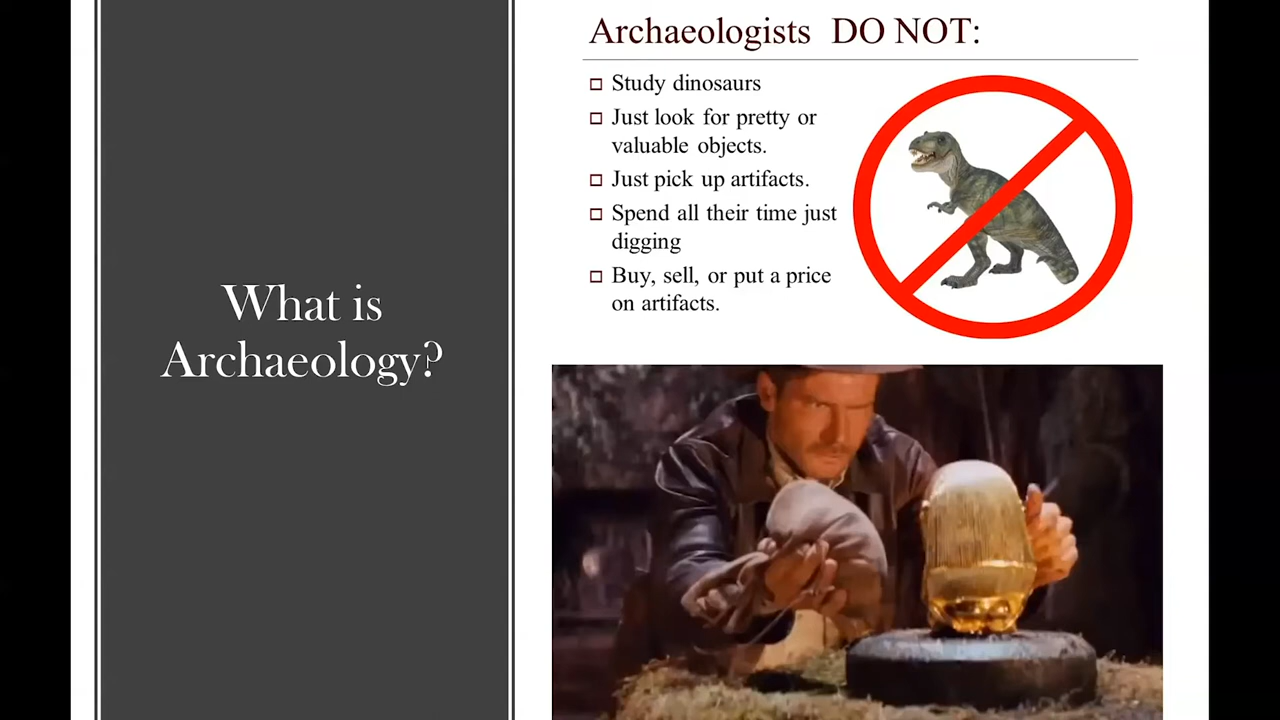 What is
Archaeology?
Archaeologists DO NOT:
Study dinosaurs
Just look for pretty or
valuable objects.
Just pick up artifacts.
Spend all their time just
digging
Buy, sell, or put a price
on artifacts.